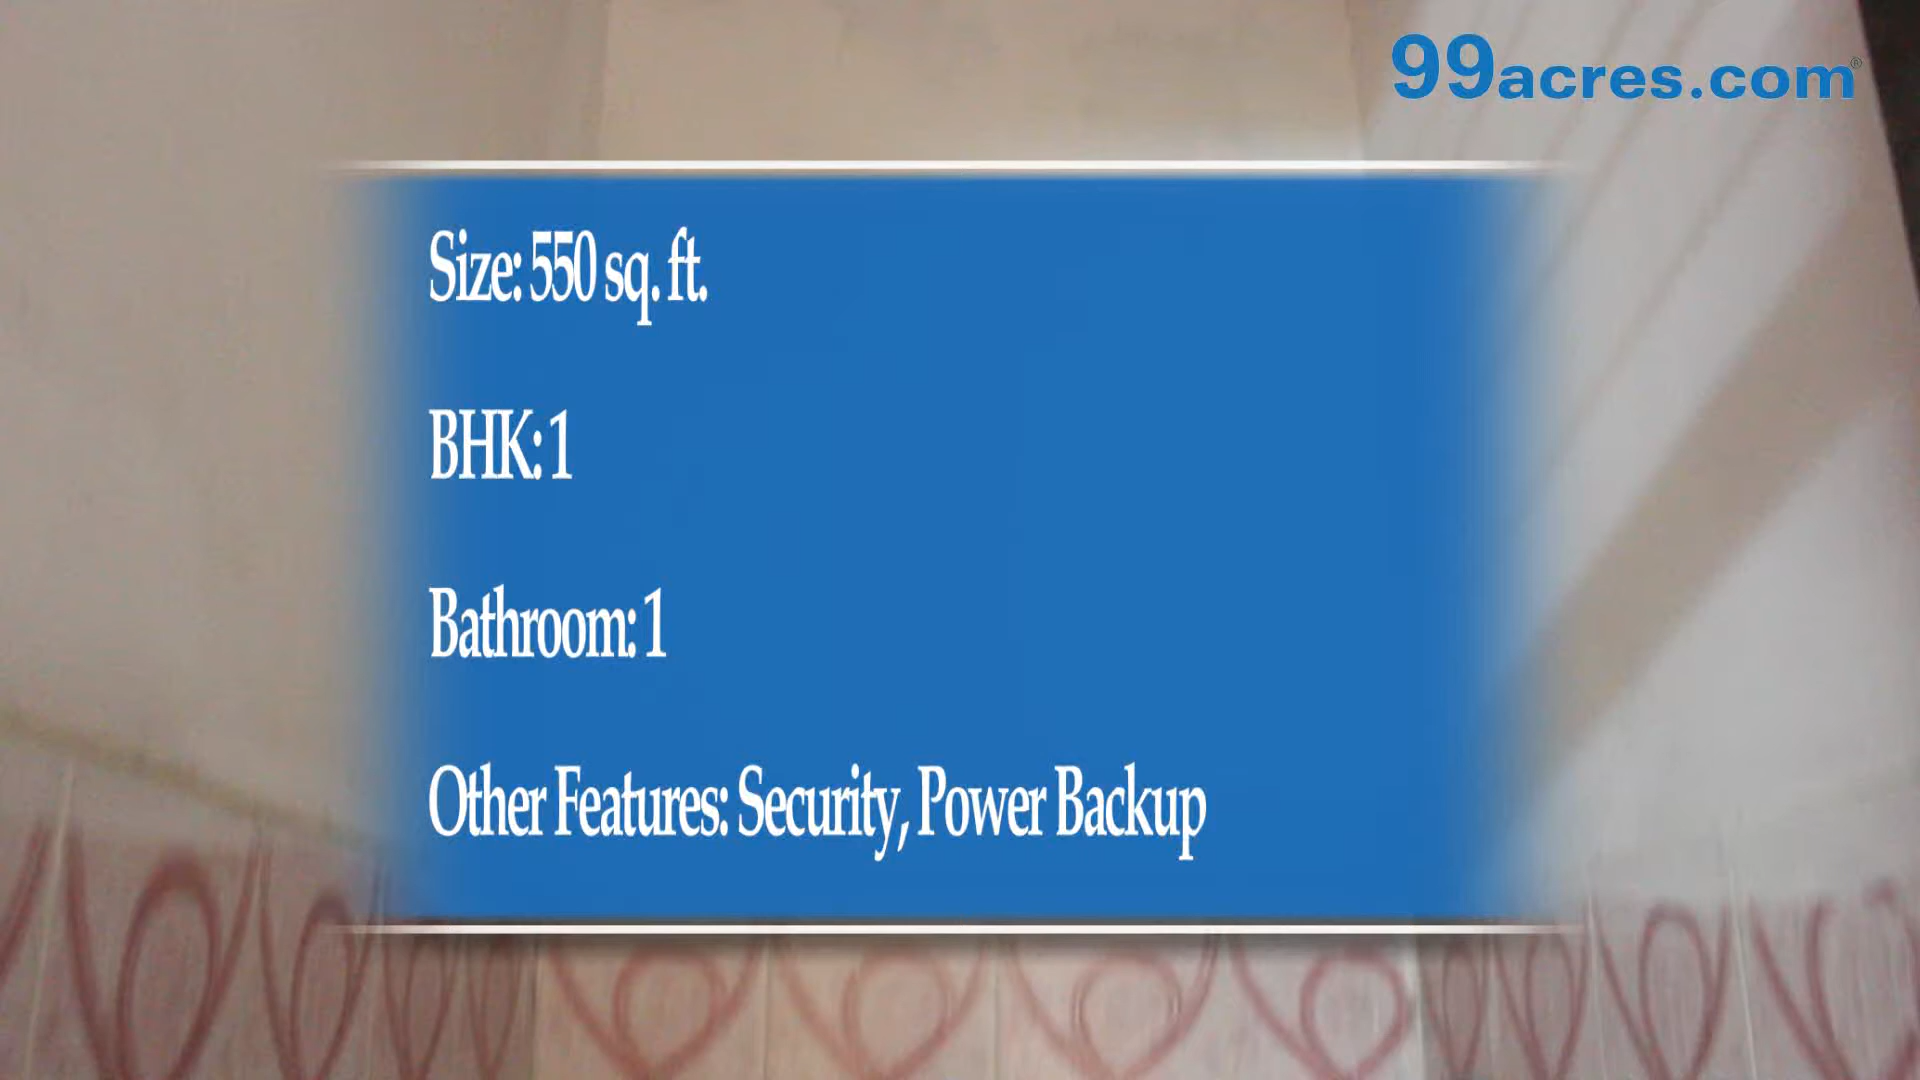 99acres.com®
Size: 550 sq. ft.
BHK: 1
Bathroom: 1
Other Features: Security, Power Backup